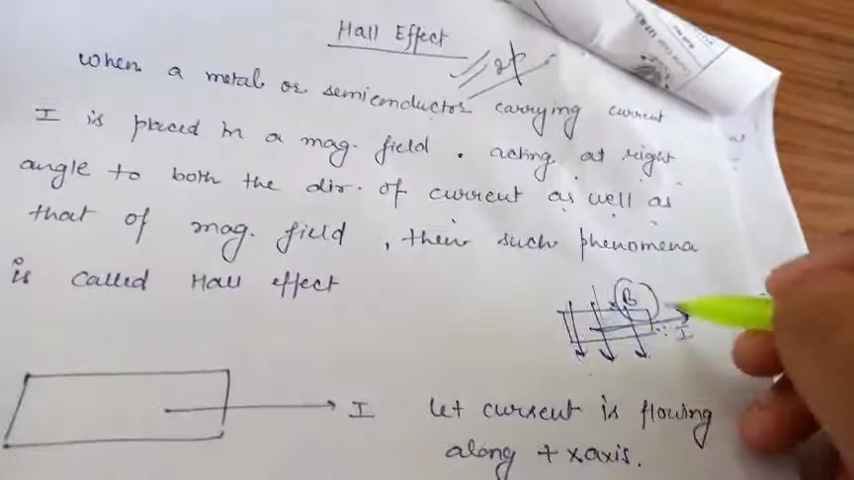 Hall Effect
when a metal or semiconductor carrying current
I is placed in a mag. field. acting at right
angle to both the dir. of current as well as
that of mag. field, then such phenomena
is called Hall effect
B
I
I
let current is flowing
along + x axis.